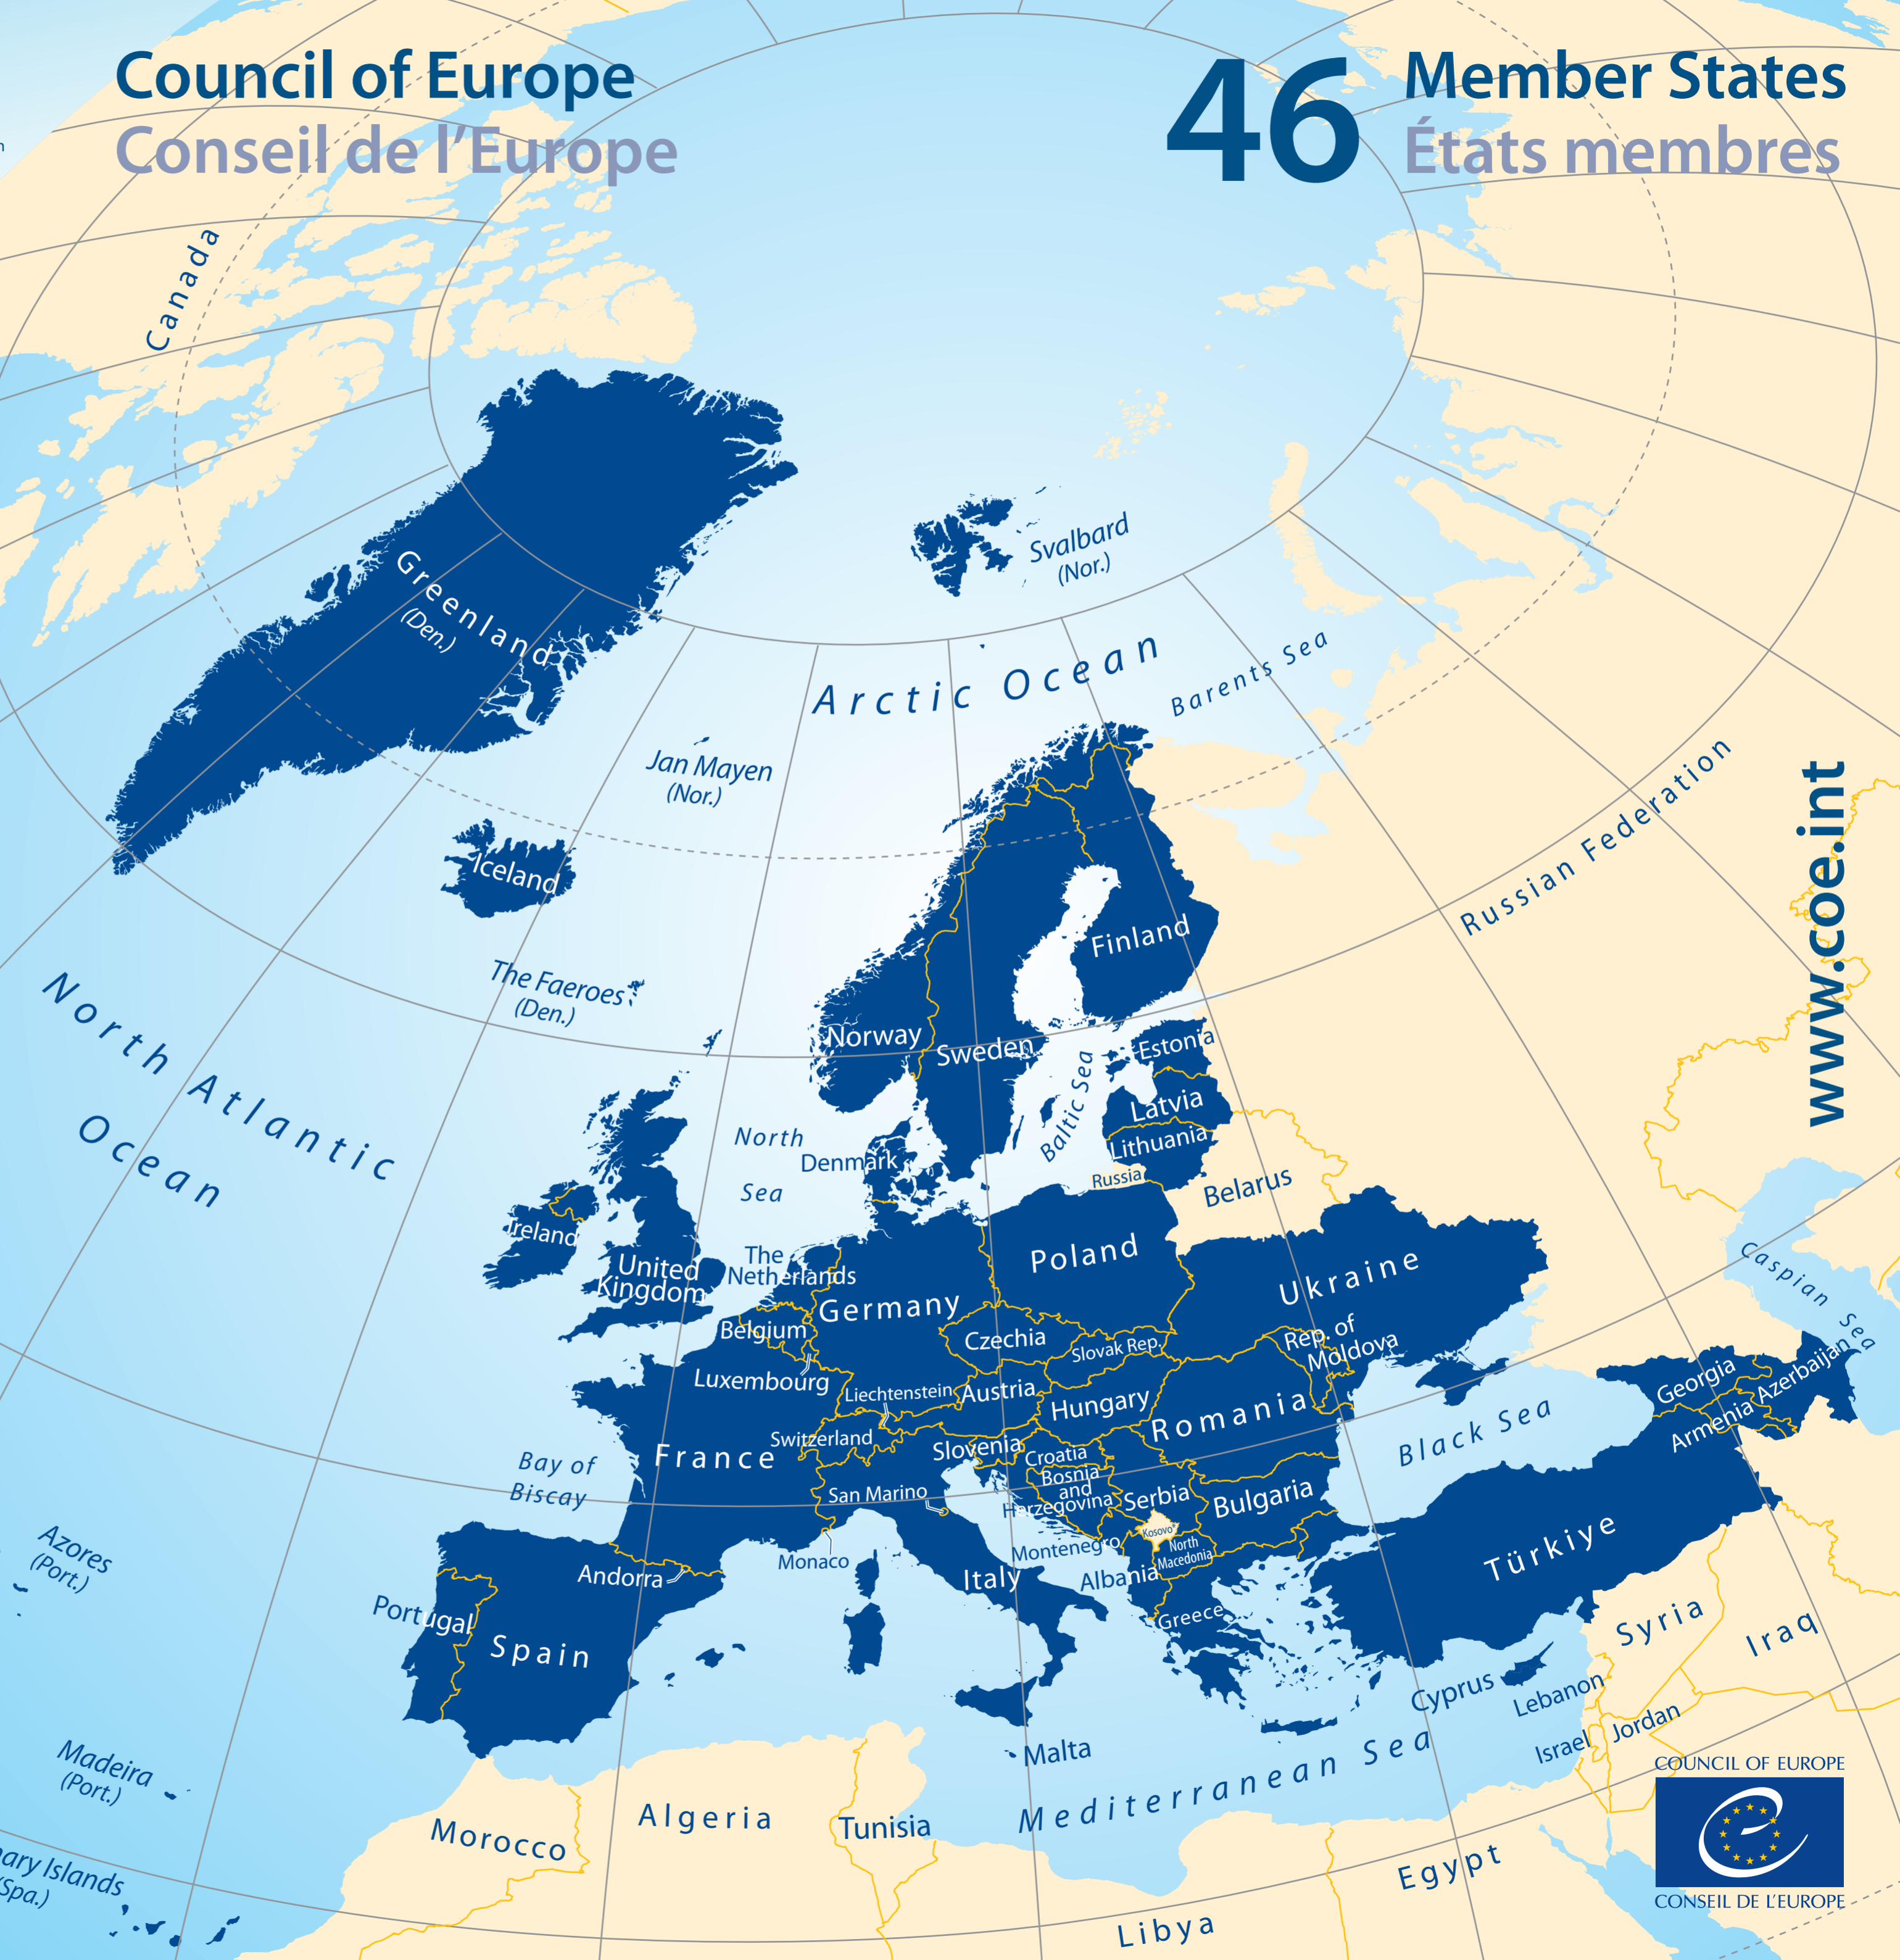 Council of Europe
Conseil de l'Europe
46
Member States
États membres
Canada
Greenland
(Den.)
Svalbard
(Nor.)
Arctic Ocean
Barents Sea
Jan Mayen
(Nor.)
Iceland
Russian Federation
www.coe.int
Finland
The Faeroes
(Den.)
North Atlantic
Ocean
Norway
Sweden
Estonia
Baltic Sea
Latvia
Lithuania
Russia
Belarus
North
Sea
Denmark
Ireland
United
Kingdom
The
Netherlands
Germany
Poland
Ukraine
Caspian Sea
Belgium
Czechia
Slovak Rep.
Rep. of
Moldova
Luxembourg
Liechtenstein
Austria
Hungary
Romania
Georgia
Azerbaijan
Armenia
Black Sea
Switzerland
France
Slovenia
Croatia
Bosnia
and
Herzegovina
Serbia
Bulgaria
Bay of
Biscay
San Marino
Kosovo*
Montenegro
North
Macedonia
Monaco
Andorra
Italy
Albania
Greece
Türkiye
Azores
(Port.)
Portugal
Spain
Syria
Iraq
Cyprus
Lebanon
Jordan
Israel
Malta
Mediterranean Sea
Madeira
(Port.)
Morocco
Algeria
Tunisia
Egypt
Libya
ary Islands
(Spa.)
COUNCIL OF EUROPE
CONSEIL DE L'EUROPE